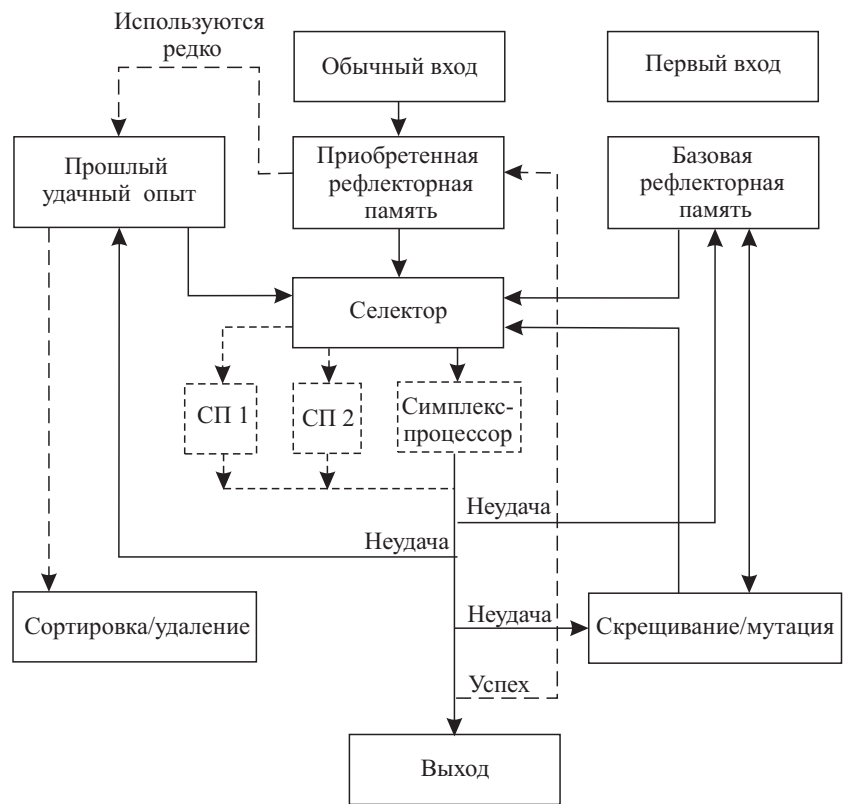 Используются
редко
Обычный вход
Первый вход
Прошлый
удачный опыт
Приобретенная
рефлекторная
память
Базовая
рефлекторная
память
Селектор
СП 1
СП 2
Симплекс-
процессор
Неудача
Неудача
Неудача
Сортировка/удаление
Скрещивание/мутация
Успех
Выход